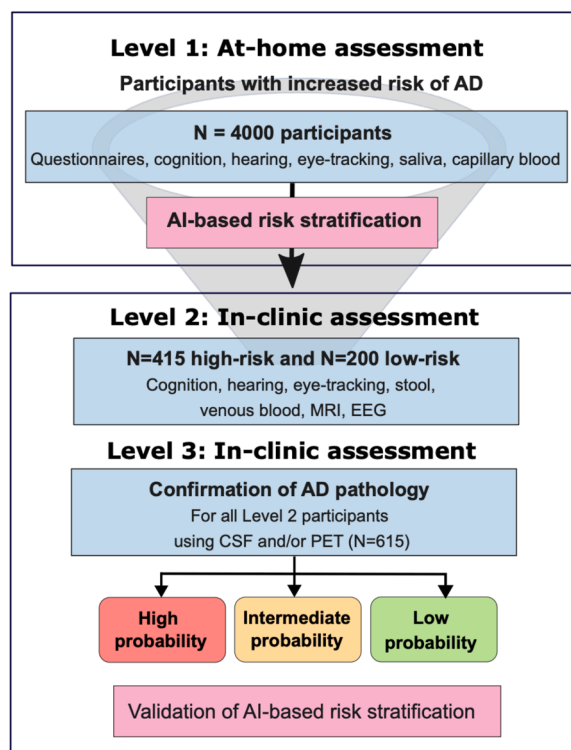 Level 1: At-home assessment
Participants with increased risk of AD
N = 4000 participants
Questionnaires, cognition, hearing, eye-tracking, saliva, capillary blood
AI-based risk stratification
Level 2: In-clinic assessment
N=415 high-risk and N=200 low-risk
Cognition, hearing, eye-tracking, stool,
venous blood, MRI, EEG
Level 3: In-clinic assessment
Confirmation of AD pathology
For all Level 2 participants
using CSF and/or PET (N=615)
High
probability
Intermediate
probability
Low
probability
Validation of AI-based risk stratification